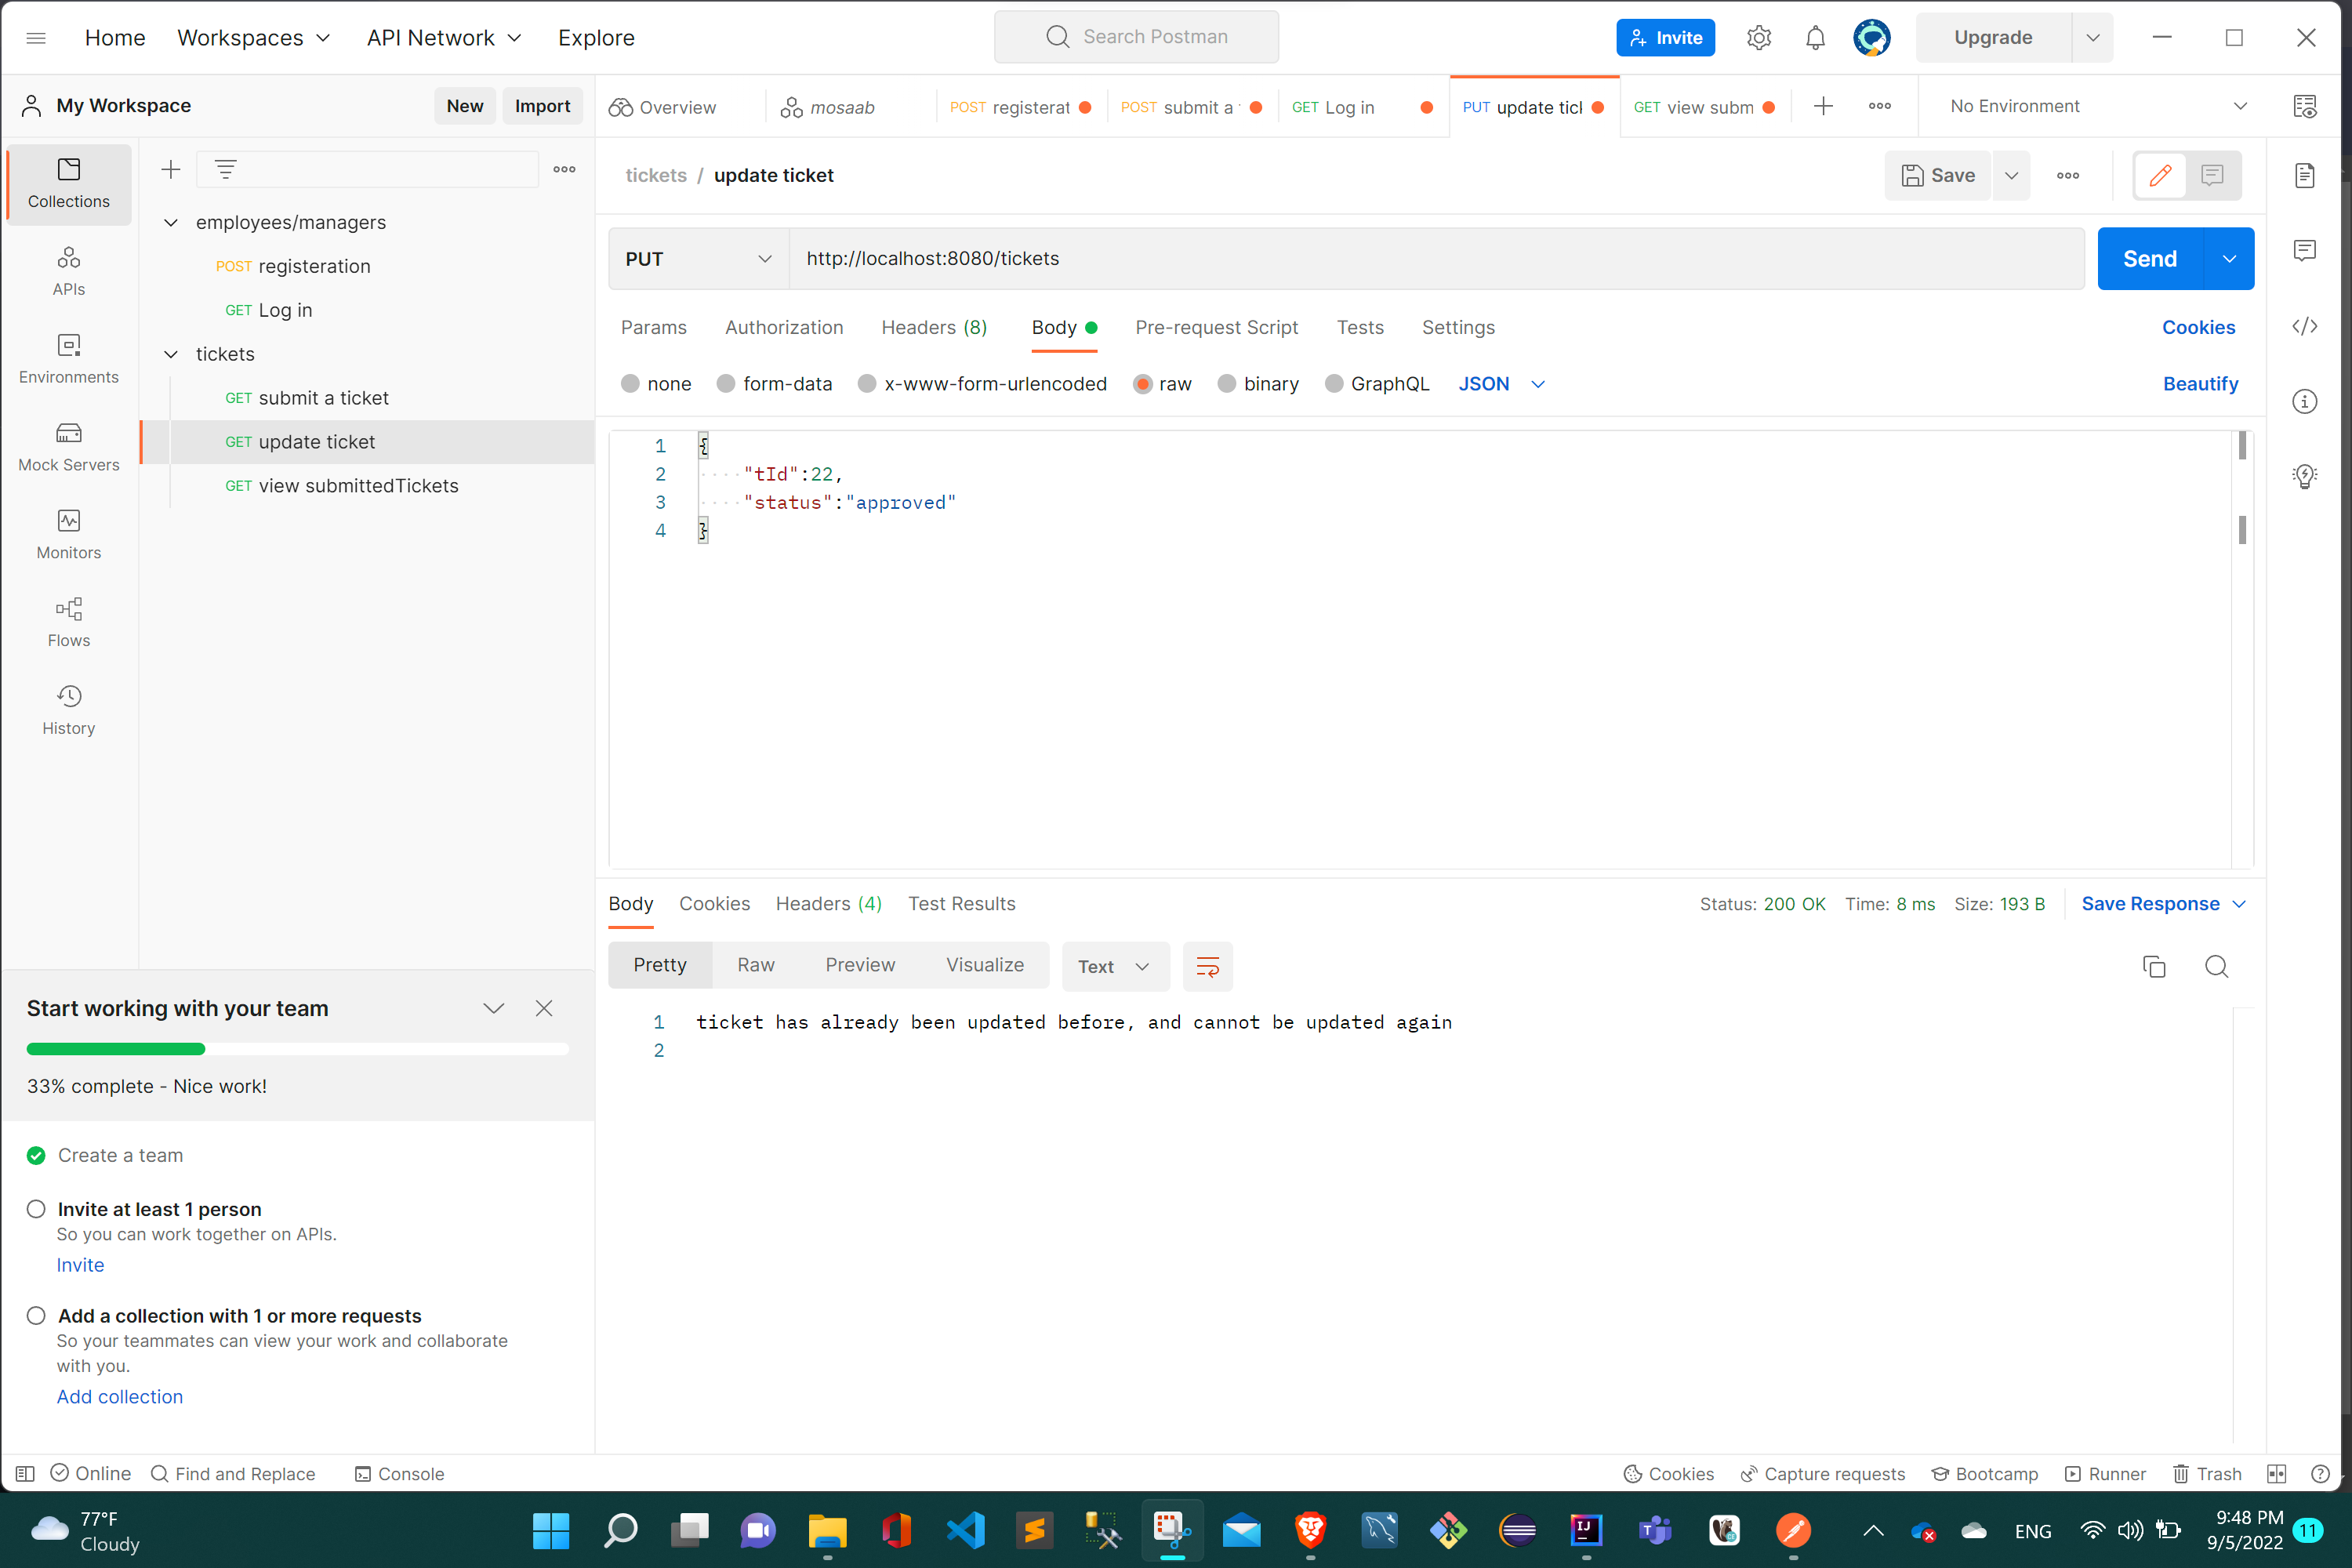 Home Workspaces API Network Explore Search Postman Invite Upgrade
My Workspace New Import Overview mosaab POST registerat POST submit a GET Log in PUT update ticl GET view subm No Environment
Collections
APIs
Environments
Mock Servers
Monitors
Flows
History
employees/managers
POST registeration
GET Log in
tickets
GET submit a ticket
GET update ticket
GET view submittedTickets
tickets / update ticket Save
PUT http://localhost:8080/tickets Send
Params Authorization Headers (8) Body Pre-request Script Tests Settings Cookies
none form-data x-www-form-urlencoded raw binary GraphQL JSON Beautify
1 {
2 "tId":22,
3 "status":"approved"
4 }
Body Cookies Headers (4) Test Results Status: 200 OK Time: 8 ms Size: 193 B Save Response
Pretty Raw Preview Visualize Text
1 ticket has already been updated before, and cannot be updated again
2
Start working with your team
33% complete - Nice work!
Create a team
Invite at least 1 person
So you can work together on APIs.
Invite
Add a collection with 1 or more requests
So your teammates can view your work and collaborate
with you.
Add collection
Online Find and Replace Console Cookies Capture requests Bootcamp Runner Trash
77°F
Cloudy
ENG
9:48 PM
9/5/2022
11